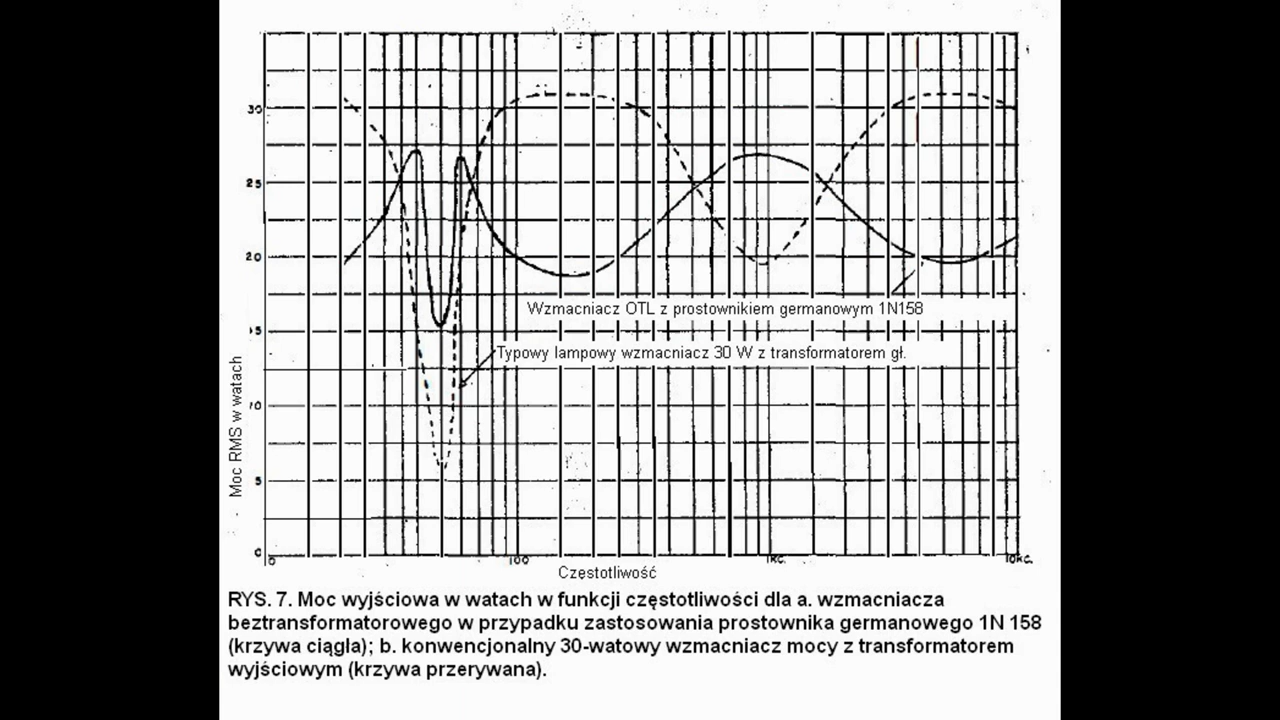 30
25
20
Wzmacniacz OTL z prostownikiem germanowym 1N158
15
Typowy lampowy wzmacniacz 30 W z transformatorem gł.
Moc RMS w watach
10
5
0
10 100 1KC. 10KC.
Częstotliwość
RYS. 7. Moc wyjściowa w watach w funkcji częstotliwości dla a. wzmacniacza
beztransformatorowego w przypadku zastosowania prostownika germanowego 1N 158
(krzywa ciągła); b. konwencjonalny 30-watowy wzmacniacz mocy z transformatorem
wyjściowym (krzywa przerywana).